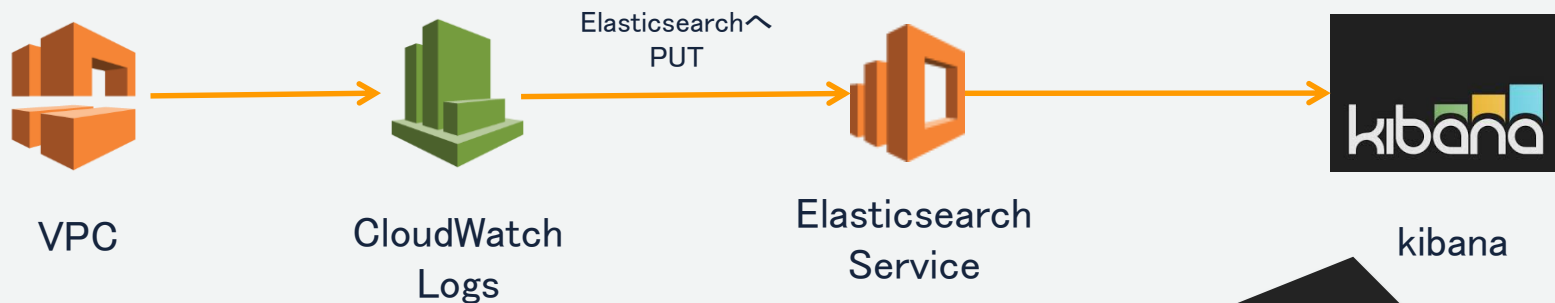 Elasticsearchへ
PUT
kibana
VPC
CloudWatch
Logs
Elasticsearch
Service
kibana